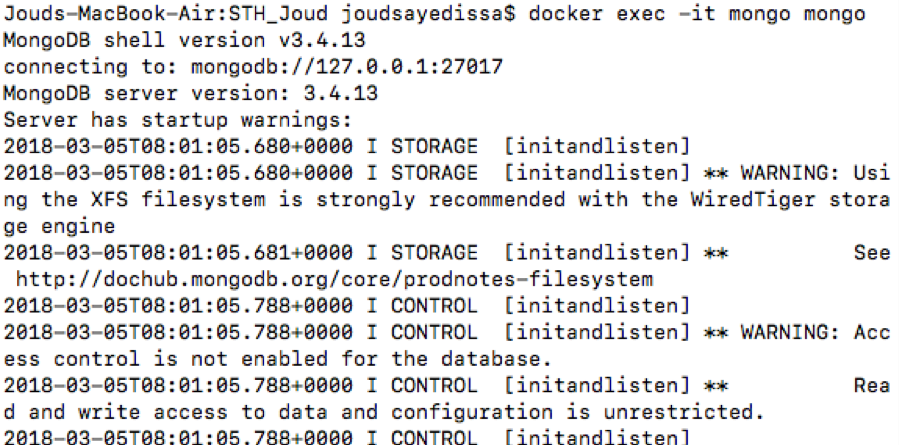 Jouds-MacBook-Air:STH_Joud joudsayedissa$ docker exec -it mongo mongo
MongoDB shell version v3.4.13
connecting to: mongodb://127.0.0.1:27017
MongoDB server version: 3.4.13
Server has startup warnings:
2018-03-05T08:01:05.680+0000 I STORAGE  [initandlisten]
2018-03-05T08:01:05.680+0000 I STORAGE  [initandlisten] ** WARNING: Usi
ng the XFS filesystem is strongly recommended with the WiredTiger stora
ge engine
2018-03-05T08:01:05.681+0000 I STORAGE  [initandlisten] **          See
 http://dochub.mongodb.org/core/prodnotes-filesystem
2018-03-05T08:01:05.788+0000 I CONTROL  [initandlisten]
2018-03-05T08:01:05.788+0000 I CONTROL  [initandlisten] ** WARNING: Acc
ess control is not enabled for the database.
2018-03-05T08:01:05.788+0000 I CONTROL  [initandlisten] **          Rea
d and write access to data and configuration is unrestricted.
2018-03-05T08:01:05.788+0000 I CONTROL  [initandlisten]